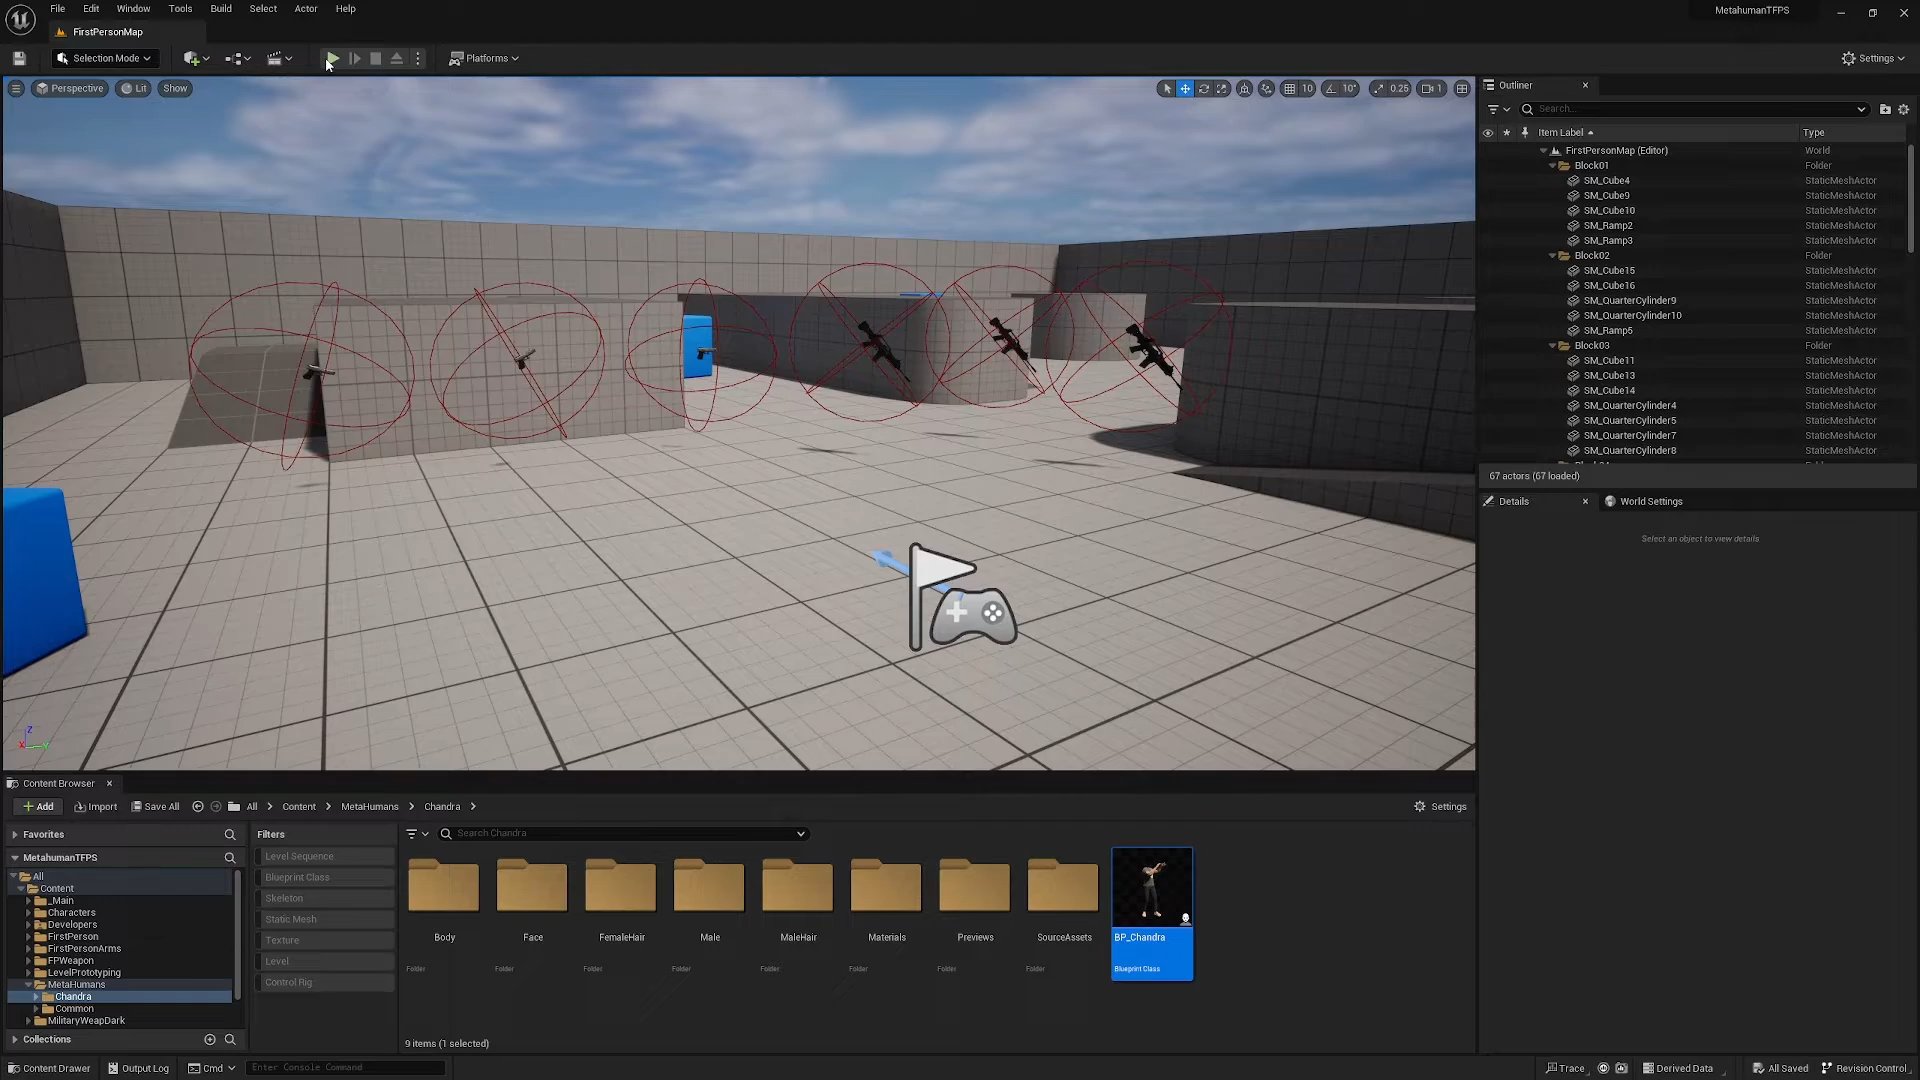 File Edit Window Tools Build Select Actor Help
MetahumanTFPS
FirstPersonMap
Selection Mode
Platforms
Settings
Perspective
Lit
Show
10
10°
0.25
1
Outliner
Search...
Item Label
Type
FirstPersonMap (Editor) World
Block01 Folder
SM_Cube4 StaticMeshActor
SM_Cube9 StaticMeshActor
SM_Cube10 StaticMeshActor
SM_Ramp2 StaticMeshActor
SM_Ramp3 StaticMeshActor
Block02 Folder
SM_Cube15 StaticMeshActor
SM_Cube16 StaticMeshActor
SM_QuarterCylinder9 StaticMeshActor
SM_QuarterCylinder10 StaticMeshActor
SM_Ramp5 StaticMeshActor
Block03 Folder
SM_Cube11 StaticMeshActor
SM_Cube13 StaticMeshActor
SM_Cube14 StaticMeshActor
SM_QuarterCylinder4 StaticMeshActor
SM_QuarterCylinder5 StaticMeshActor
SM_QuarterCylinder7 StaticMeshActor
SM_QuarterCylinder8 StaticMeshActor
67 actors (67 loaded)
Details
World Settings
Select an object to view details
Z
X
Y
Content Browser
Add
Import
Save All
All
Content
MetaHumans
Chandra
Settings
Favorites
MetahumanTFPS
All
Content
_Main
Characters
Developers
FirstPerson
FirstPersonArms
FPWeapon
LevelPrototyping
MetaHumans
Chandra
Common
MilitaryWeapDark
Collections
Filters
Level Sequence
Blueprint Class
Skeleton
Static Mesh
Texture
Level
Control Rig
Search Chandra
Body
Folder
Face
Folder
FemaleHair
Folder
Male
Folder
MaleHair
Folder
Materials
Folder
Previews
Folder
SourceAssets
Folder
BP_Chandra
Blueprint Class
9 items (1 selected)
Content Drawer
Output Log
Cmd
Enter Console Command
Trace
Derived Data
All Saved
Revision Control